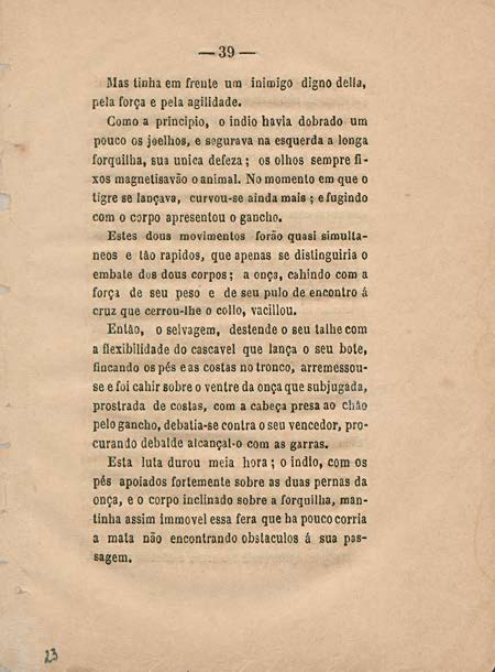 — 39 —
Mas tinha em frente um inimigo digno della,
pela força e pela agilidade.
Como a principio, o indio havia dobrado um
pouco os joelhos, e segurava na esquerda a longa
forquilha, sua unica defeza; os olhos sempre fi-
xos magnetisavão o animal. No momento em que o
tigre se lançava, curvou-se ainda mais; e fugindo
com o corpo apresentou o gancho.
Estes dous movimentos forão quasi simulta-
neos e tão rapidos, que apenas se distinguiria o
embate dos dous corpos; a onça, cahindo com a
força de seu peso e de seu pulo de encontro á
cruz que cerrou-lhe o collo, vacillou.
Então, o selvagem, destende o seu talhe com
a flexibilidade do cascavel que lança o seu bote,
fincando os pés e as costas no tronco, arremessou-
se e foi cahir sobre o ventre da onça que subjugada,
prostrada de costas, com a cabeça presa ao chão
pelo gancho, debatia-se contra o seu vencedor, pro-
curando debalde alcançal-o com as garras.
Esta luta durou meia hora; o indio, com os
pés apoiados fortemente sobre as duas pernas da
onça, e o corpo inclinado sobre a forquilha, man-
tinha assim immovel essa fera que ha pouco corria
a mata não encontrando obstaculos á sua pas-
sagem.
23